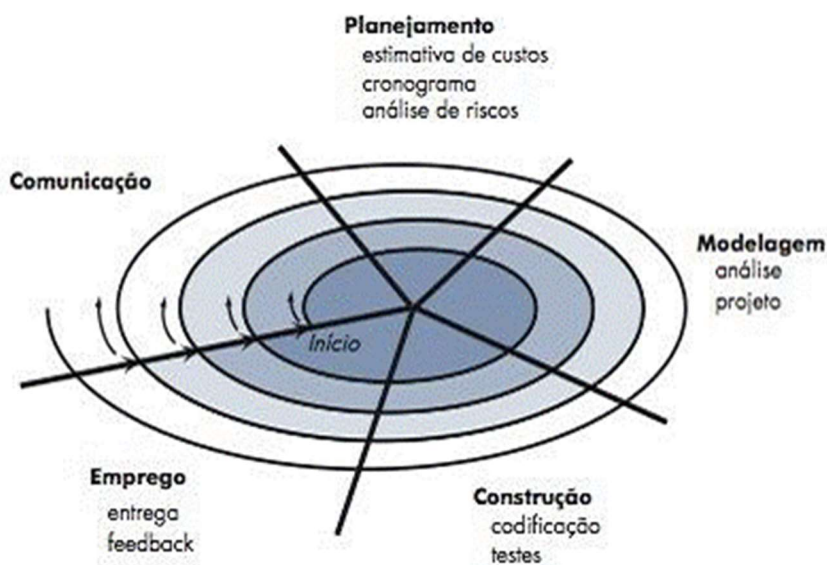 Planejamento
estimativa de custos
cronograma
análise de riscos
Comunicação
Modelagem
análise
projeto
Início
Emprego
entrega
feedback
Construção
codificação
testes